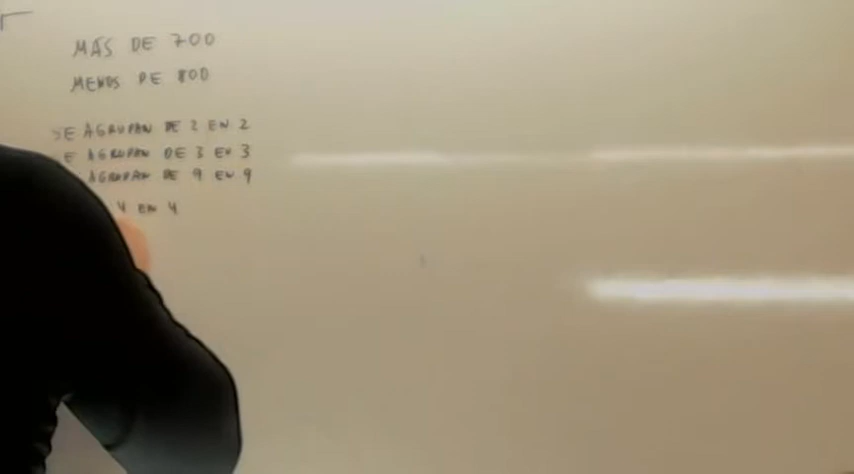 MÁS DE 700
MENOS DE 800
SE AGRUPAN DE 2 EN 2
E AGRUPAN DE 3 EN 3
AGRUPAN DE 9 EN 9
4 EN 4